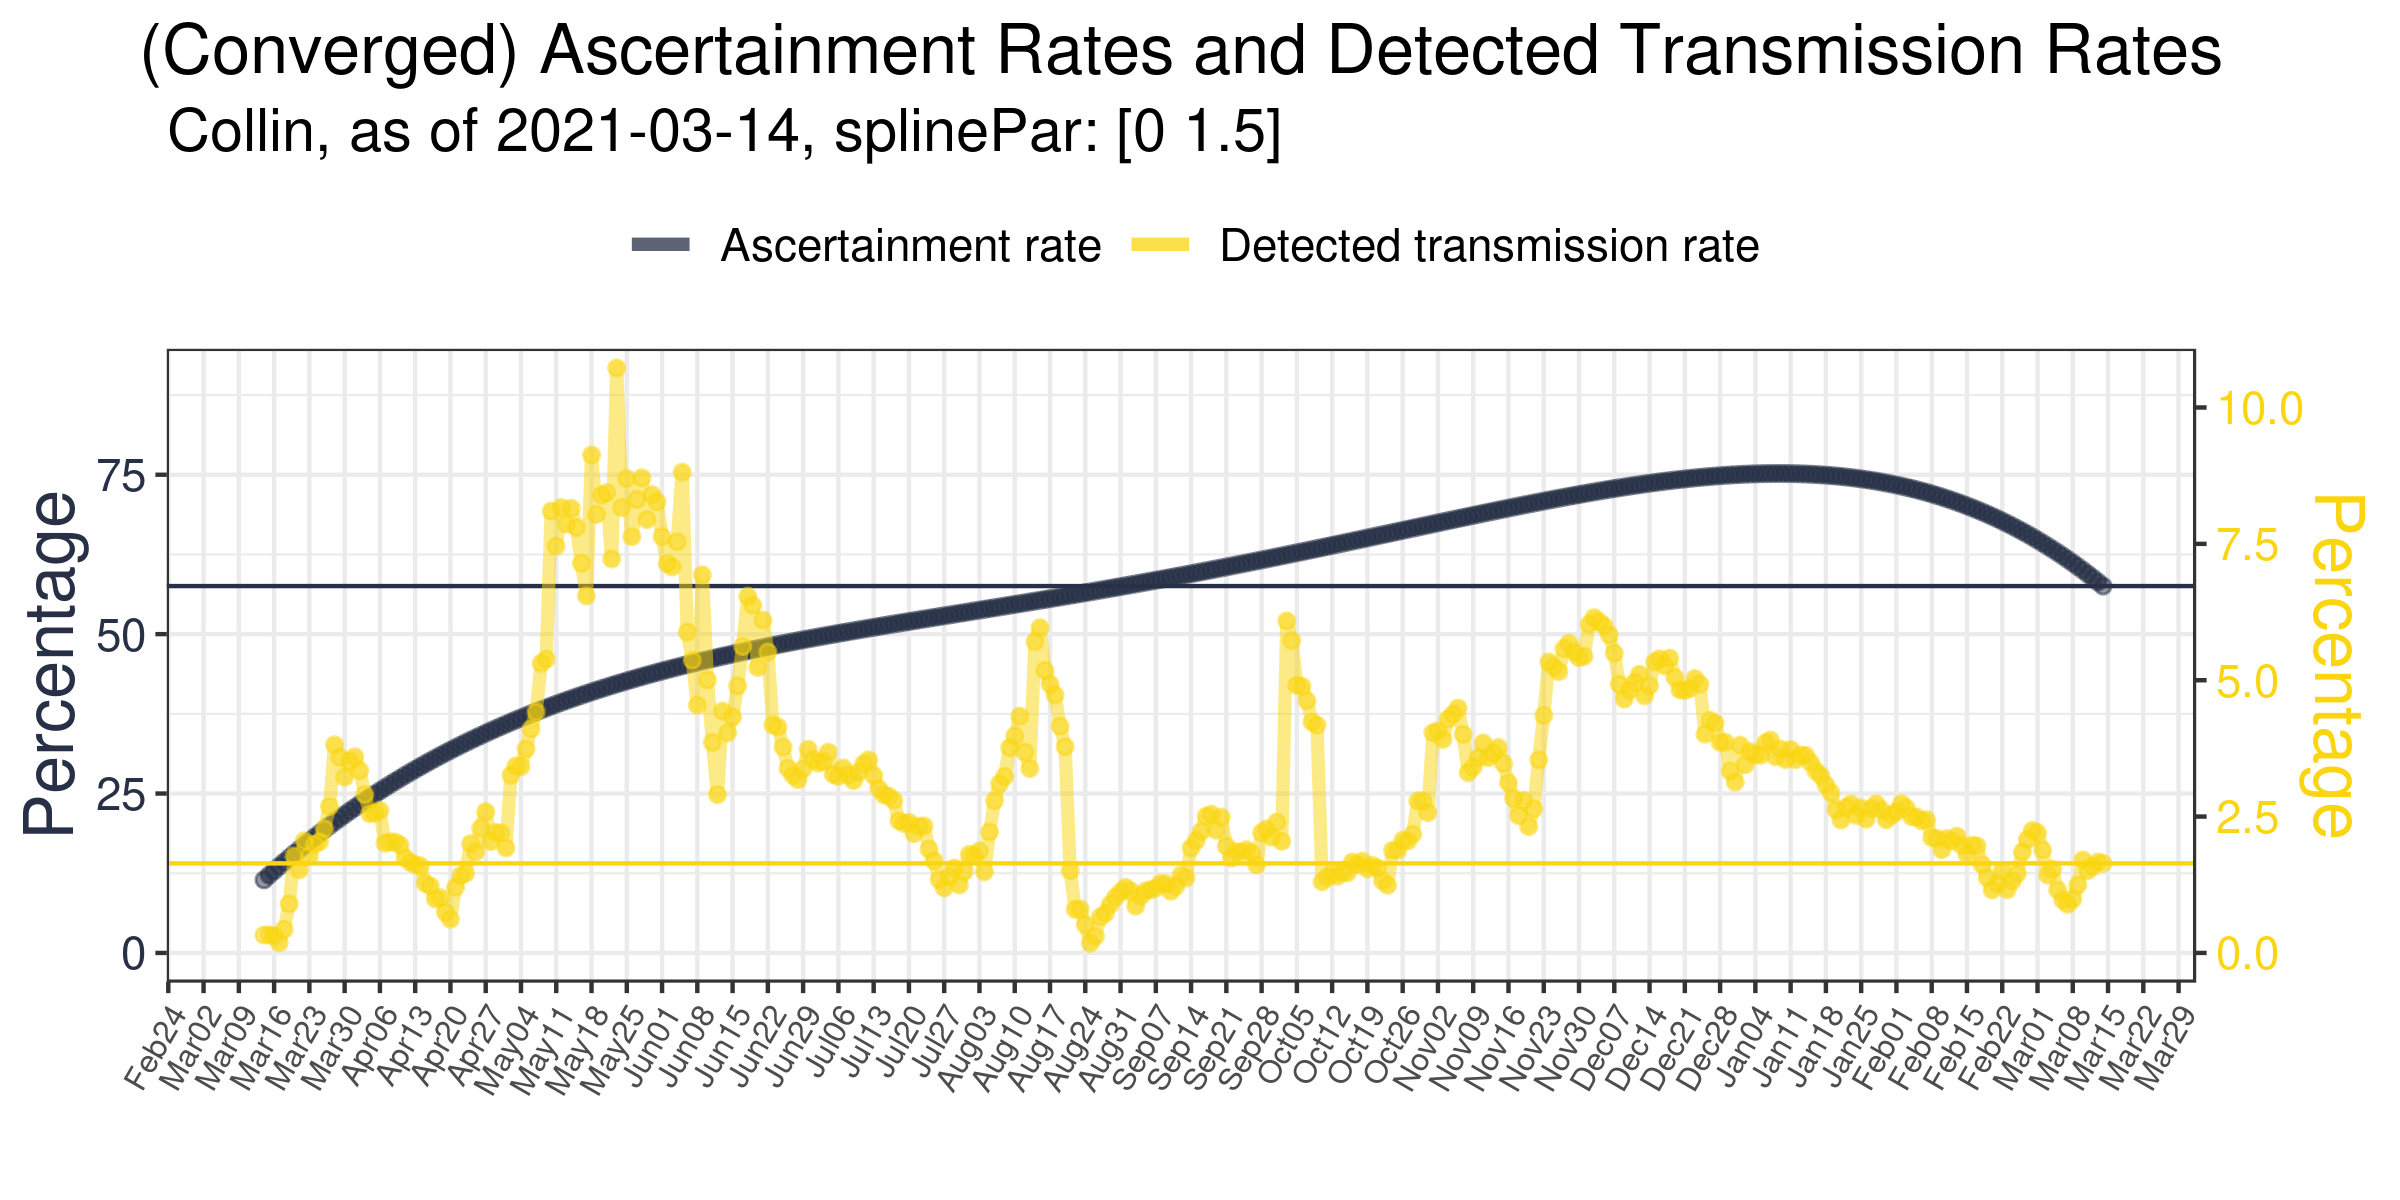 (Converged) Ascertainment Rates and Detected Transmission Rates
Collin, as of 2021-03-14, splinePar: [0 1.5]
Ascertainment rate
Detected transmission rate
Percentage
75
50
25
0
10.0
7.5
5.0
2.5
0.0
Percentage
Feb24
Mar02
Mar09
Mar16
Mar23
Mar30
Apr06
Apr13
Apr20
Apr27
May04
May11
May18
May25
Jun01
Jun08
Jun15
Jun22
Jun29
Jul06
Jul13
Jul20
Jul27
Aug03
Aug10
Aug17
Aug24
Aug31
Sep07
Sep14
Sep21
Sep28
Oct05
Oct12
Oct19
Oct26
Nov02
Nov09
Nov16
Nov23
Nov30
Dec07
Dec14
Dec21
Dec28
Jan04
Jan11
Jan18
Jan25
Feb01
Feb08
Feb15
Feb22
Mar01
Mar08
Mar15
Mar22
Mar29